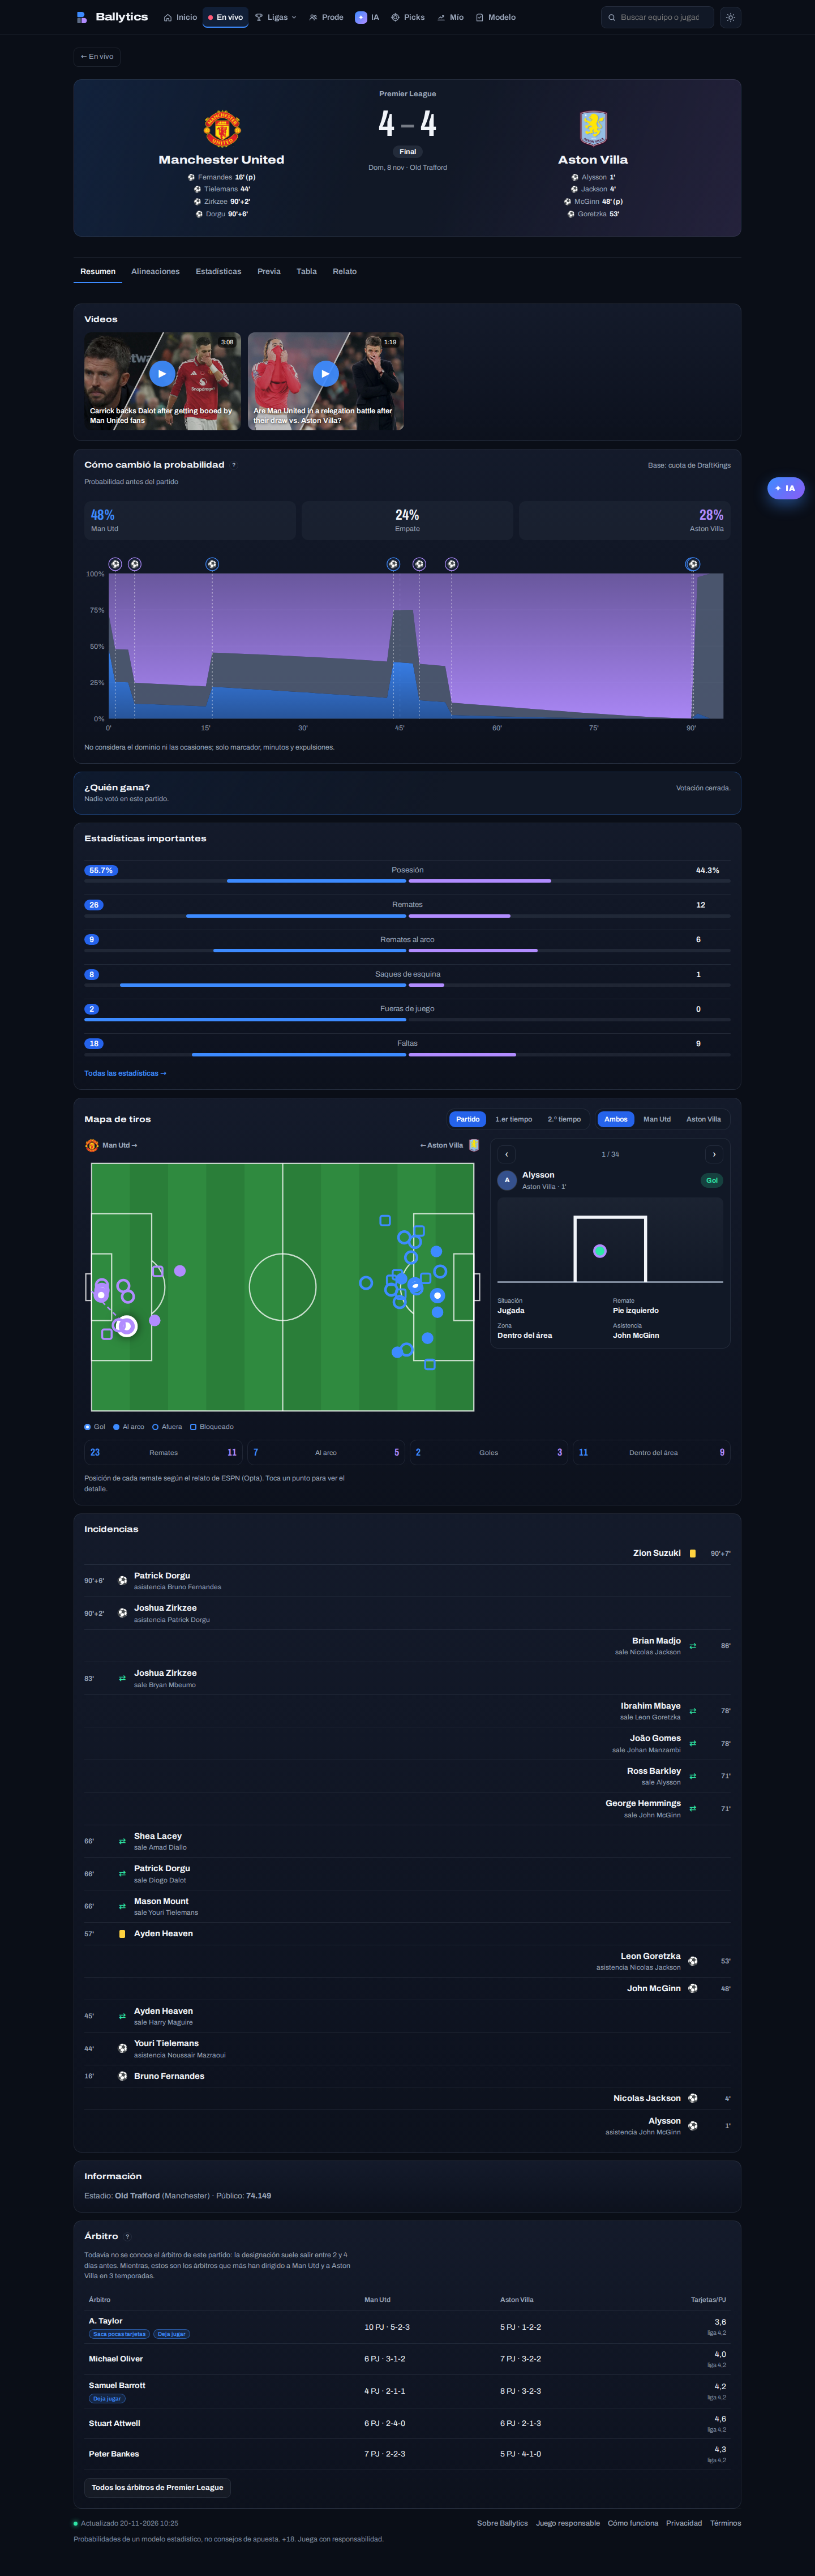 Ballytics
Inicio
En vivo
Ligas
Prode
IA
Picks
Mío
Modelo
Buscar equipo o jugac
← En vivo
Premier League
4 – 4
Final
Dom, 8 nov · Old Trafford
Manchester United
Fernandes 16' (p)
Tielemans 44'
Zirkzee 90'+2'
Dorgu 90'+6'
Aston Villa
Alysson 1'
Jackson 4'
McGinn 48' (p)
Goretzka 53'
Resumen
Alineaciones
Estadísticas
Previa
Tabla
Relato
Videos
3:08
Carrick backs Dalot after getting booed by
Man United fans
1:19
Are Man United in a relegation battle after
their draw vs. Aston Villa?
Cómo cambió la probabilidad ?
Base: cuota de DraftKings
Probabilidad antes del partido
48%
Man Utd
24%
Empate
28%
Aston Villa
100%
75%
50%
25%
0%
0'
15'
30'
45'
60'
75'
90'
No considera el dominio ni las ocasiones; solo marcador, minutos y expulsiones.
IA
¿Quién gana?
Nadie votó en este partido.
Votación cerrada.
Estadísticas importantes
55.7% Posesión 44.3%
26 Remates 12
9 Remates al arco 6
8 Saques de esquina 1
2 Fueras de juego 0
18 Faltas 9
Todas las estadísticas →
Mapa de tiros
Partido
1.er tiempo
2.º tiempo
Ambos
Man Utd
Aston Villa
Man Utd →
← Aston Villa
‹ 1 / 34 ›
A
Alysson
Aston Villa · 1'
Gol
Situación
Jugada
Remate
Pie izquierdo
Zona
Dentro del área
Asistencia
John McGinn
Gol
Al arco
Afuera
Bloqueado
23 Remates 11
7 Al arco 5
2 Goles 3
11 Dentro del área 9
Posición de cada remate según el relato de ESPN (Opta). Toca un punto para ver el
detalle.
Incidencias
Zion Suzuki 90'+7'
90'+6' Patrick Dorgu
asistencia Bruno Fernandes
90'+2' Joshua Zirkzee
asistencia Patrick Dorgu
Brian Madjo 86'
sale Nicolas Jackson
83' Joshua Zirkzee
sale Bryan Mbeumo
Ibrahim Mbaye 78'
sale Leon Goretzka
João Gomes 78'
sale Johan Manzambi
Ross Barkley 71'
sale Alysson
George Hemmings 71'
sale John McGinn
66' Shea Lacey
sale Amad Diallo
66' Patrick Dorgu
sale Diogo Dalot
66' Mason Mount
sale Youri Tielemans
57' Ayden Heaven
Leon Goretzka 53'
asistencia Nicolas Jackson
John McGinn 48'
45' Ayden Heaven
sale Harry Maguire
44' Youri Tielemans
asistencia Noussair Mazraoui
16' Bruno Fernandes
Nicolas Jackson 4'
Alysson 1'
asistencia John McGinn
Información
Estadio: Old Trafford (Manchester) · Público: 74.149
Árbitro ?
Todavía no se conoce el árbitro de este partido: la designación suele salir entre 2 y 4
días antes. Mientras, estos son los árbitros que más han dirigido a Man Utd y a Aston
Villa en 3 temporadas.
Árbitro Man Utd Aston Villa Tarjetas/PJ
A. Taylor 10 PJ · 5-2-3 5 PJ · 1-2-2 3,6
Saca pocas tarjetas Deja jugar liga 4,2
Michael Oliver 6 PJ · 3-1-2 7 PJ · 3-2-2 4,0
liga 4,2
Samuel Barrott 4 PJ · 2-1-1 8 PJ · 3-2-3 4,2
Deja jugar liga 4,2
Stuart Attwell 6 PJ · 2-4-0 6 PJ · 2-1-3 4,6
liga 4,2
Peter Bankes 7 PJ · 2-2-3 5 PJ · 4-1-0 4,3
liga 4,2
Todos los árbitros de Premier League
Actualizado 20-11-2026 10:25
Sobre Ballytics
Juego responsable
Cómo funciona
Privacidad
Términos
Probabilidades de un modelo estadístico, no consejos de apuesta. +18. Juega con responsabilidad.